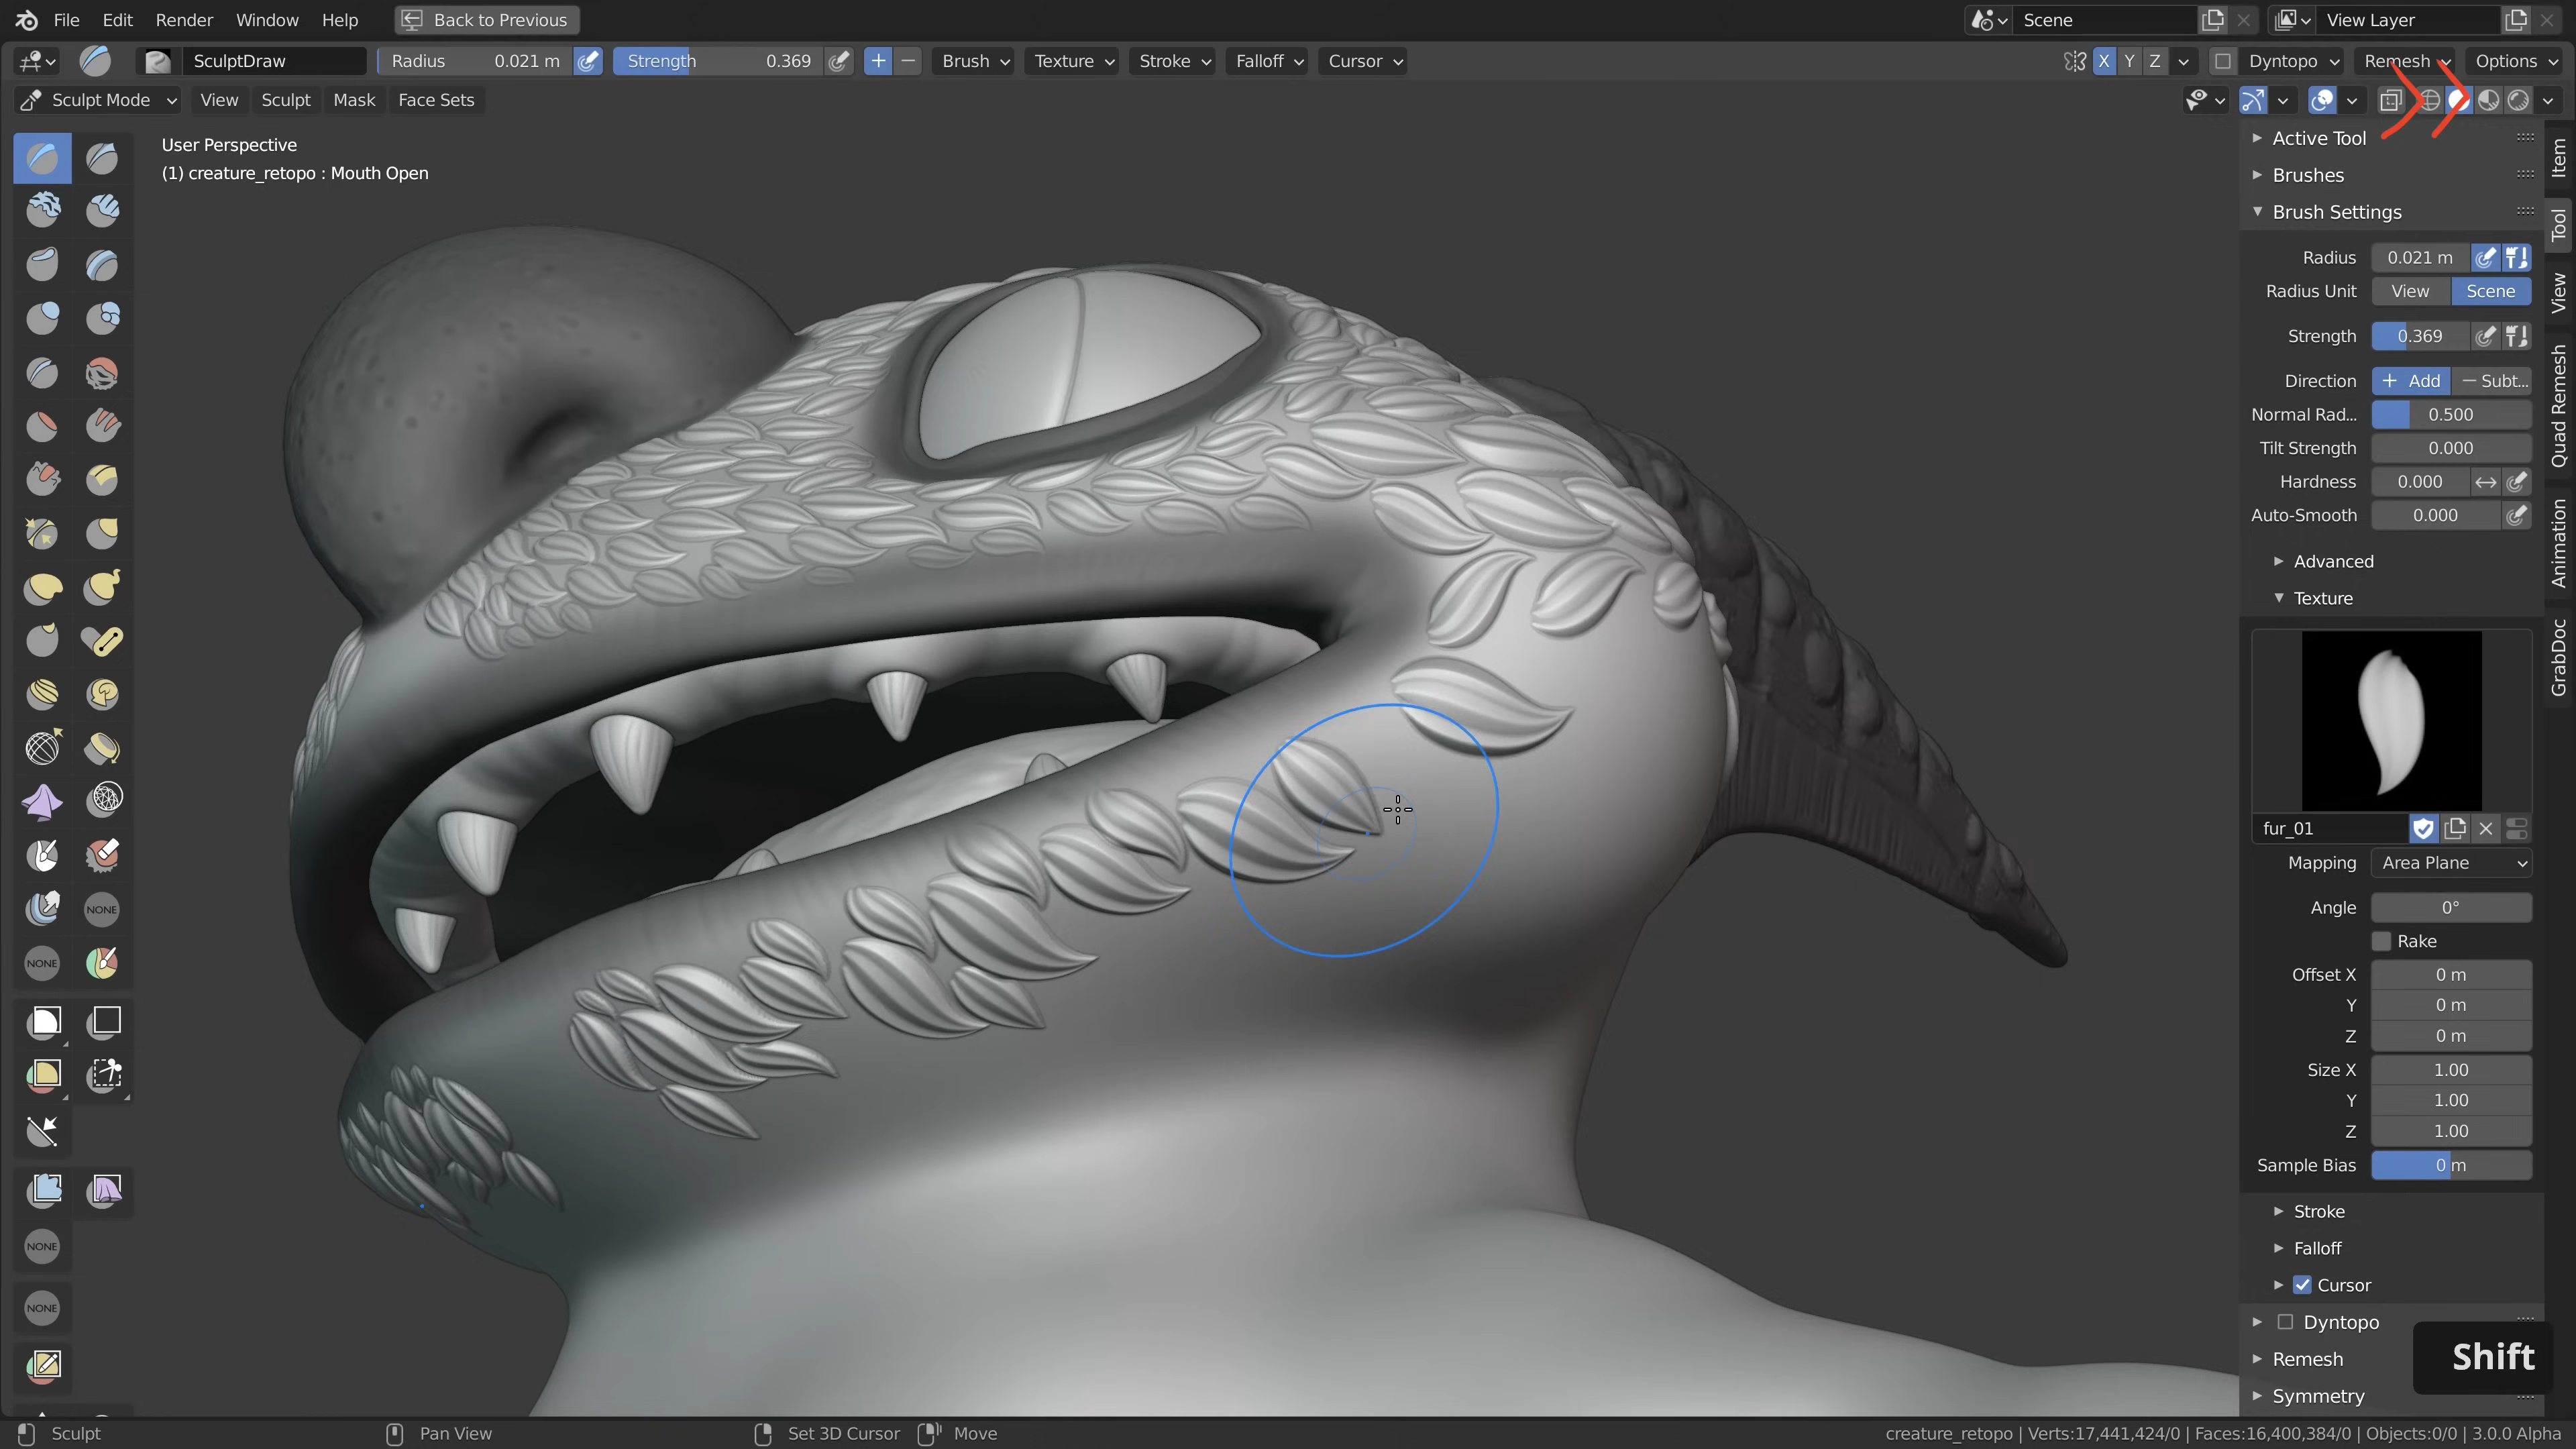 File Edit Render Window Help Back to Previous Scene View Layer
SculptDraw Radius 0.021 m Strength 0.369 Brush Texture Stroke Falloff Cursor X Y Z Dyntopo Remesh Options
Sculpt Mode View Sculpt Mask Face Sets
User Perspective
(1) creature_retopo : Mouth Open
Active Tool
Brushes
Brush Settings
Radius 0.021 m
Radius Unit View Scene
Strength 0.369
Direction + Add − Subt...
Normal Rad... 0.500
Tilt Strength 0.000
Hardness 0.000
Auto-Smooth 0.000
Advanced
Texture
fur_01
Mapping Area Plane
Angle 0°
Rake
Offset X 0 m
Y 0 m
Z 0 m
Size X 1.00
Y 1.00
Z 1.00
Sample Bias 0 m
Stroke
Falloff
Cursor
Dyntopo
Remesh
Symmetry
Item
Tool
View
Quad Remesh
Animation
GrabDoc
NONE
NONE
NONE
NONE
Shift
Sculpt Pan View Set 3D Cursor Move creature_retopo | Verts:17,441,424/0 | Faces:16,400,384/0 | Objects:0/0 | 3.0.0 Alpha